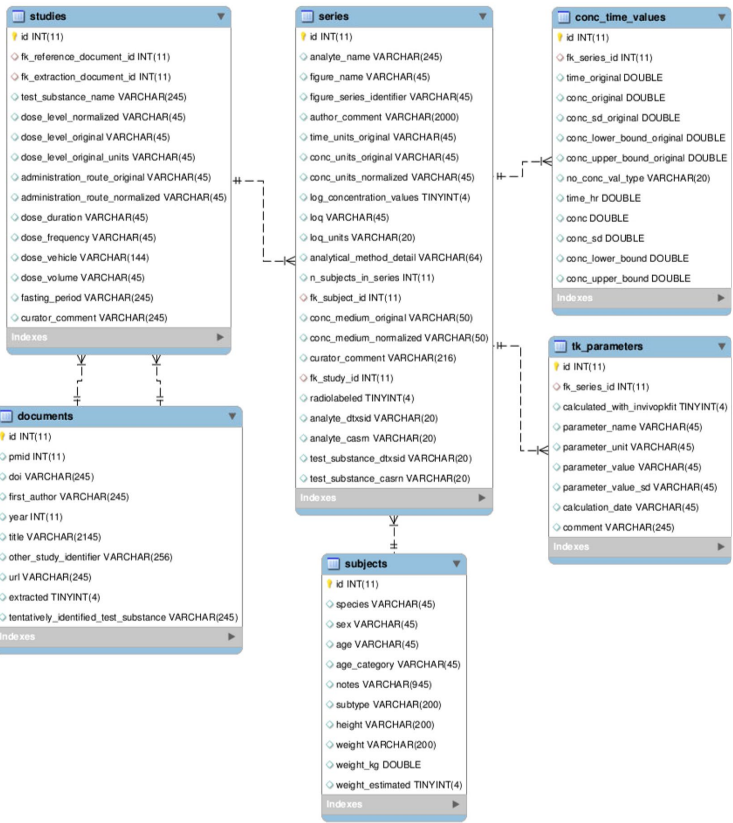 studies
id INT(11)
fk_reference_document_id INT(11)
fk_extraction_document_id INT(11)
test_substance_name VARCHAR(245)
dose_level_normalized VARCHAR(45)
dose_level_original VARCHAR(45)
dose_level_original_units VARCHAR(45)
administration_route_original VARCHAR(45)
administration_route_normalized VARCHAR(45)
dose_duration VARCHAR(45)
dose_frequency VARCHAR(45)
dose_vehicle VARCHAR(144)
dose_volume VARCHAR(45)
fasting_period VARCHAR(245)
curator_comment VARCHAR(245)
Indexes
documents
id INT(11)
pmid INT(11)
doi VARCHAR(245)
first_author VARCHAR(245)
year INT(11)
title VARCHAR(2145)
other_study_identifier VARCHAR(256)
url VARCHAR(245)
extracted TINYINT(4)
tentatively_identified_test_substance VARCHAR(245)
Indexes
series
id INT(11)
analyte_name VARCHAR(245)
figure_name VARCHAR(45)
figure_series_identifier VARCHAR(45)
author_comment VARCHAR(2000)
time_units_original VARCHAR(45)
conc_units_original VARCHAR(45)
conc_units_normalized VARCHAR(45)
log_concentration_values TINYINT(4)
loq VARCHAR(45)
loq_units VARCHAR(20)
analytical_method_detail VARCHAR(64)
n_subjects_in_series INT(11)
fk_subject_id INT(11)
conc_medium_original VARCHAR(50)
conc_medium_normalized VARCHAR(50)
curator_comment VARCHAR(216)
fk_study_id INT(11)
radiolabeled TINYINT(4)
analyte_dtxsid VARCHAR(20)
analyte_casrn VARCHAR(20)
test_substance_dtxsid VARCHAR(20)
test_substance_casrn VARCHAR(20)
Indexes
subjects
id INT(11)
species VARCHAR(45)
sex VARCHAR(45)
age VARCHAR(45)
age_category VARCHAR(45)
notes VARCHAR(945)
subtype VARCHAR(200)
height VARCHAR(200)
weight VARCHAR(200)
weight_kg DOUBLE
weight_estimated TINYINT(4)
Indexes
conc_time_values
id INT(11)
fk_series_id INT(11)
time_original DOUBLE
conc_original DOUBLE
conc_sd_original DOUBLE
conc_lower_bound_original DOUBLE
conc_upper_bound_original DOUBLE
no_conc_val_type VARCHAR(20)
time_hr DOUBLE
conc DOUBLE
conc_sd DOUBLE
conc_lower_bound DOUBLE
conc_upper_bound DOUBLE
Indexes
tk_parameters
id INT(11)
fk_series_id INT(11)
calculated_with_invivopkfit TINYINT(4)
parameter_name VARCHAR(45)
parameter_unit VARCHAR(45)
parameter_value VARCHAR(45)
parameter_value_sd VARCHAR(45)
calculation_date VARCHAR(45)
comment VARCHAR(245)
Indexes